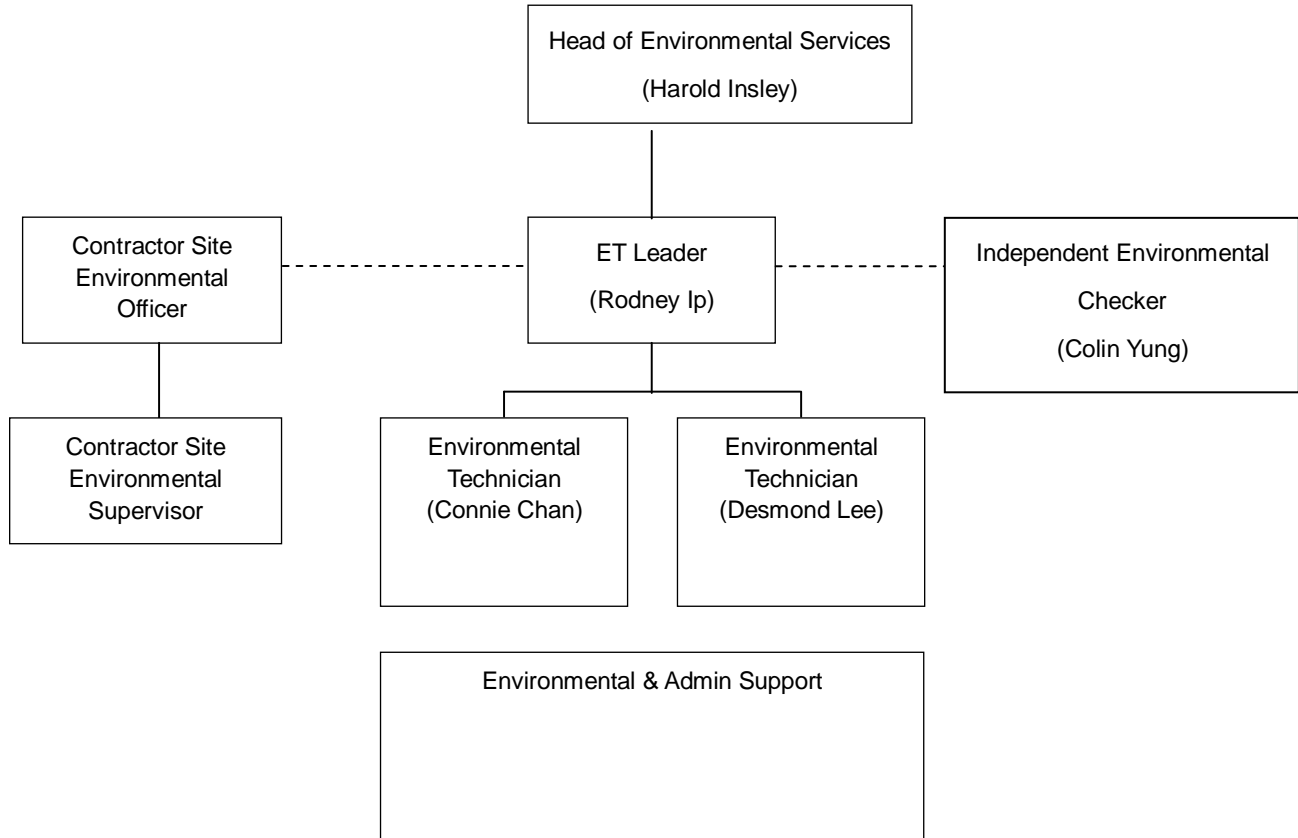 Head of Environmental Services
(Harold Insley)
Contractor Site
Environmental
Officer
ET Leader
(Rodney Ip)
Independent Environmental
Checker
(Colin Yung)
Contractor Site
Environmental
Supervisor
Environmental
Technician
(Connie Chan)
Environmental
Technician
(Desmond Lee)
Environmental & Admin Support